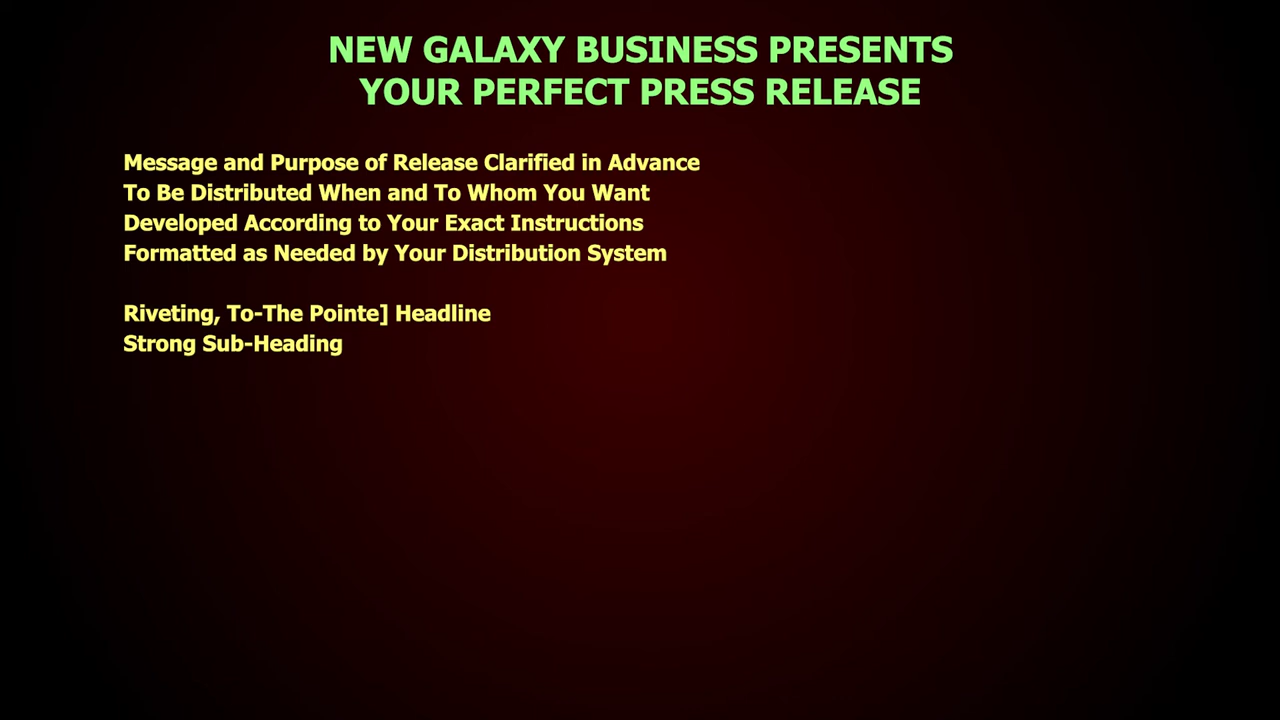 NEW GALAXY BUSINESS PRESENTS
YOUR PERFECT PRESS RELEASE
Message and Purpose of Release Clarified in Advance
To Be Distributed When and To Whom You Want
Developed According to Your Exact Instructions
Formatted as Needed by Your Distribution System
Riveting, To-The Pointe] Headline
Strong Sub-Heading